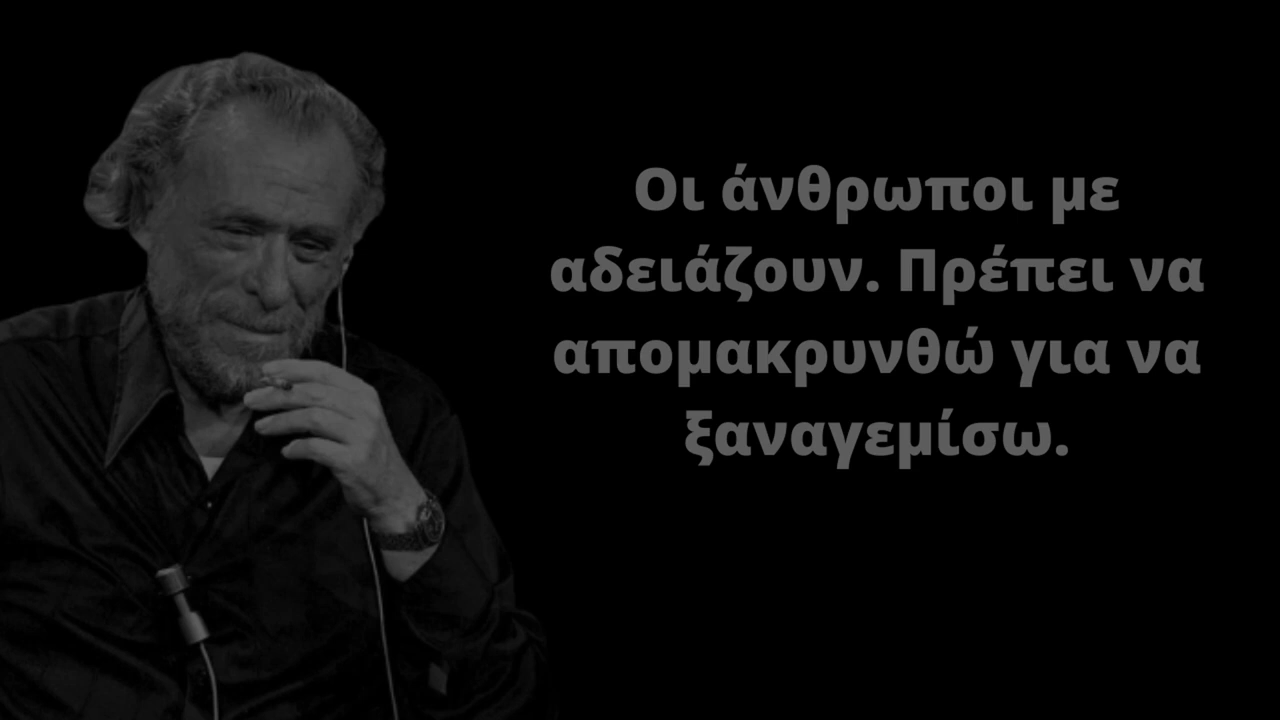 Οι άνθρωποι με
αδειάζουν. Πρέπει να
απομακρυνθώ για να
ξαναγεμίσω.